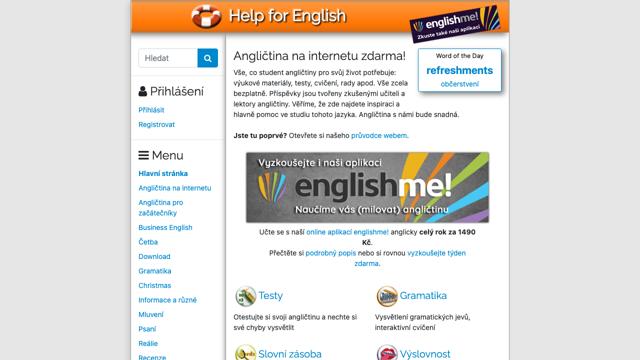 Help for English
englishme!
Zkuste také naši aplikaci
Hledat
Přihlášení
Přihlásit
Registrovat
Menu
Hlavní stránka
Angličtina na internetu
Angličtina pro
začátečníky
Business English
Četba
Download
Gramatika
Christmas
Informace a různé
Mluvení
Psaní
Reálie
Recenze
Angličtina na internetu zdarma!
Vše, co student angličtiny pro svůj život potřebuje:
výukové materiály, testy, cvičení, rady apod. Vše zcela
bezplatně. Příspěvky jsou tvořeny zkušenými učiteli a
lektory angličtiny. Věříme, že zde najdete inspiraci a
hlavně pomoc ve studiu tohoto jazyka. Angličtina s námi bude snadná.
Word of the Day
refreshments
občerstvení
Jste tu poprvé? Otevřete si našeho průvodce webem.
Vyzkoušejte i naši aplikaci
englishme!
Naučíme vás (milovat) angličtinu
Učte se s naší online aplikací englishme! anglicky celý rok za 1490
Kč.
Přečtěte si podrobný popis nebo si rovnou vyzkoušejte týden
zdarma.
Testy
Otestujte si svoji angličtinu a nechte si
své chyby vysvětlit
Gramatika
Vysvětlení gramatických jevů,
interaktivní cvičení
Slovní zásoba
Výslovnost